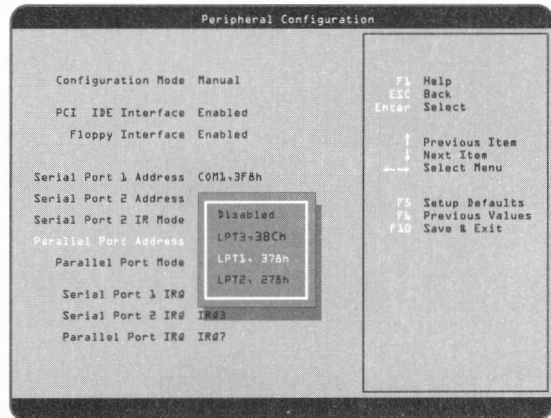 Peripheral Configuration
Configuration Mode Manual
PCI IDE Interface Enabled
Floppy Interface Enabled
Serial Port 1 Address COM1,3F8h
Serial Port 2 Address
Serial Port 2 IR Mode
Parallel Port Address
Parallel Port Mode
Serial Port 1 IRQ
Serial Port 2 IRQ IRQ3
Parallel Port IRQ IRQ7
Disabled
LPT3,3BCh
LPT1, 378h
LPT2, 278h
F1 Help
ESC Back
Enter Select
↑ Previous Item
↓ Next Item
←→ Select Menu
F5 Setup Defaults
F6 Previous Values
F10 Save & Exit